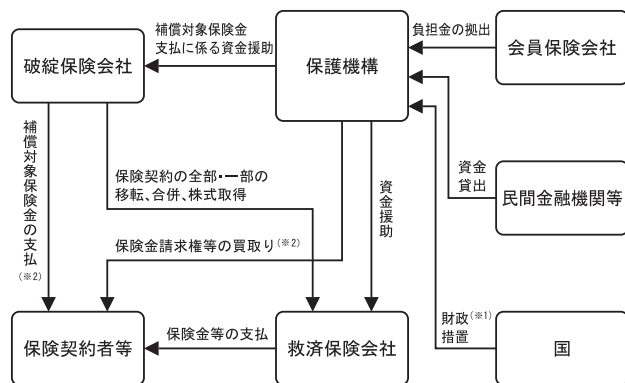 補償対象保険金
支払に係る資金援助
負担金の拠出
破綻保険会社
保護機構
会員保険会社
補償対象保険金の支払(※2)
保険契約の全部・一部の
移転、合併、株式取得
資金援助
資金
貸出
民間金融機関等
保険金請求権等の買取り(※2)
財政(※1)
措置
保険契約者等
保険金等の支払
救済保険会社
国